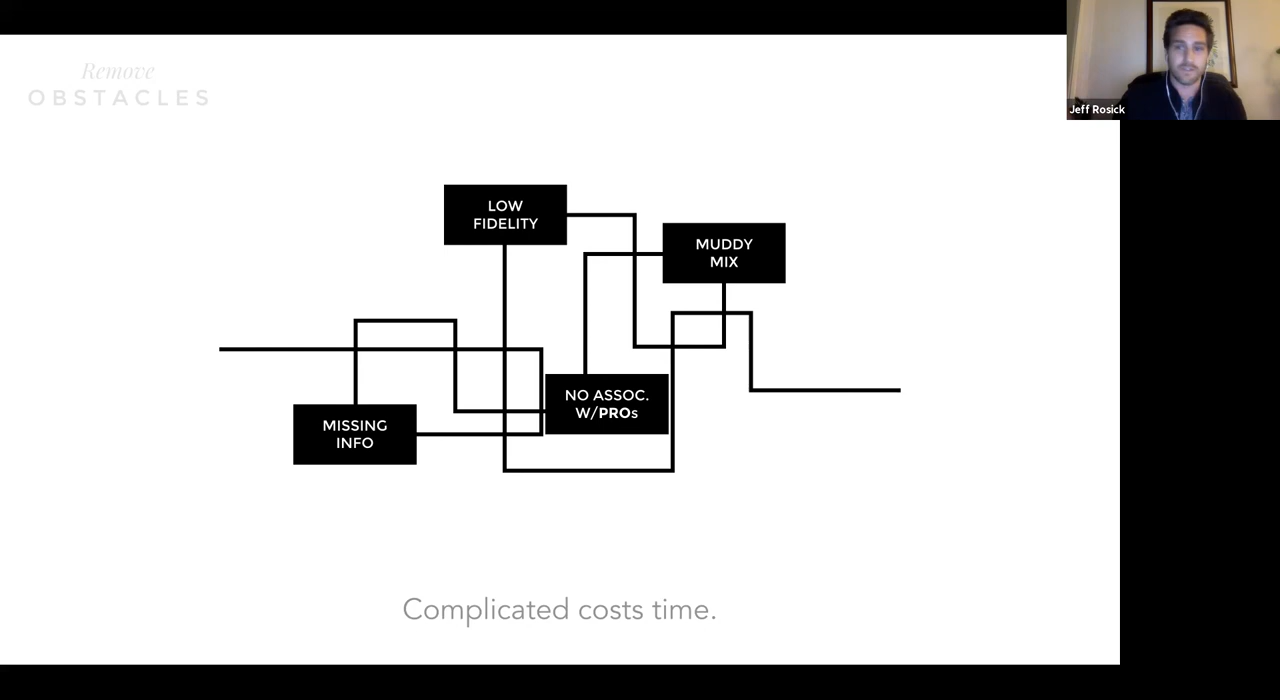 Remove
OBSTACLES
Jeff Rosick
LOW
FIDELITY
MUDDY
MIX
NO ASSOC.
W/PROs
MISSING
INFO
Complicated costs time.